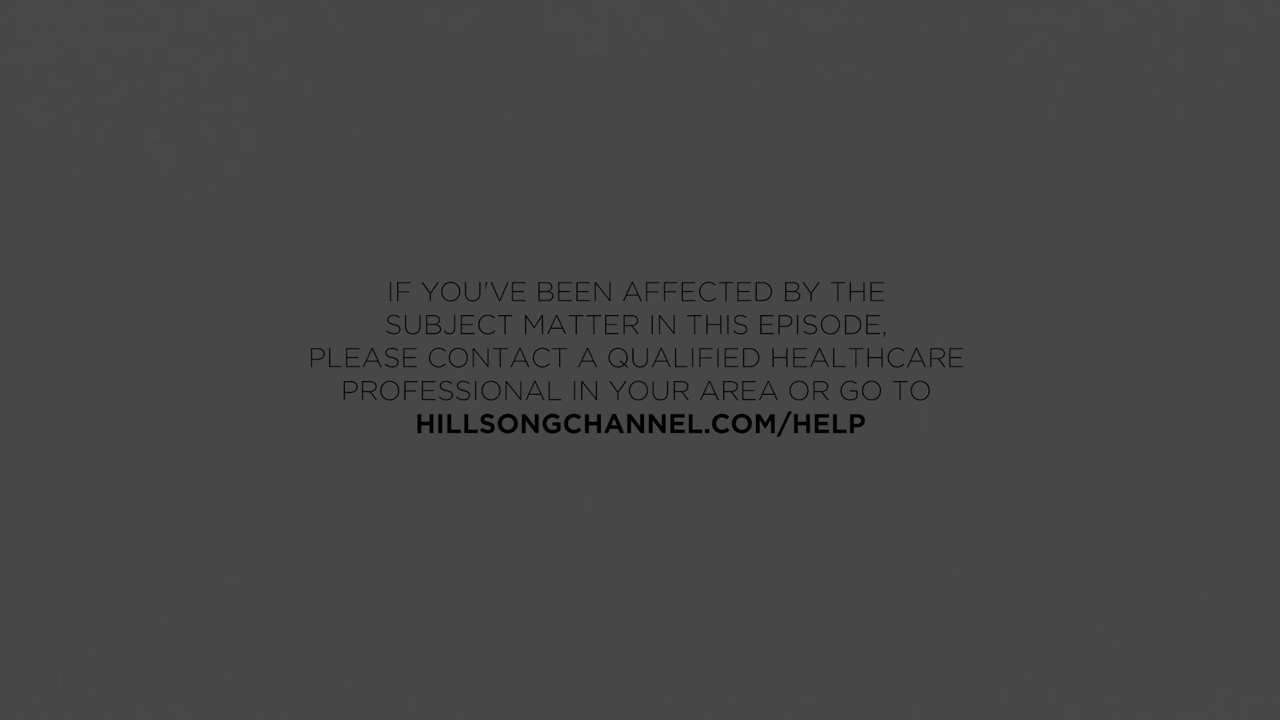 IF YOU'VE BEEN AFFECTED BY THE
SUBJECT MATTER IN THIS EPISODE,
PLEASE CONTACT A QUALIFIED HEALTHCARE
PROFESSIONAL IN YOUR AREA OR GO TO
HILLSONGCHANNEL.COM/HELP